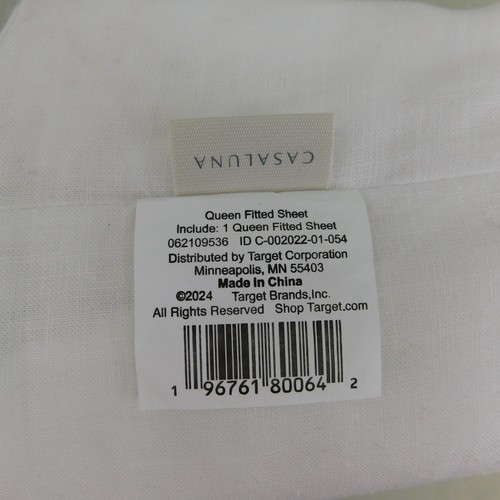 CASALUNA
Queen Fitted Sheet
Include: 1 Queen Fitted Sheet
062109536 ID C-002022-01-054
Distributed by Target Corporation
Minneapolis, MN 55403
Made In China
©2024 Target Brands,Inc.
All Rights Reserved Shop Target.com
1 96761 80064 2